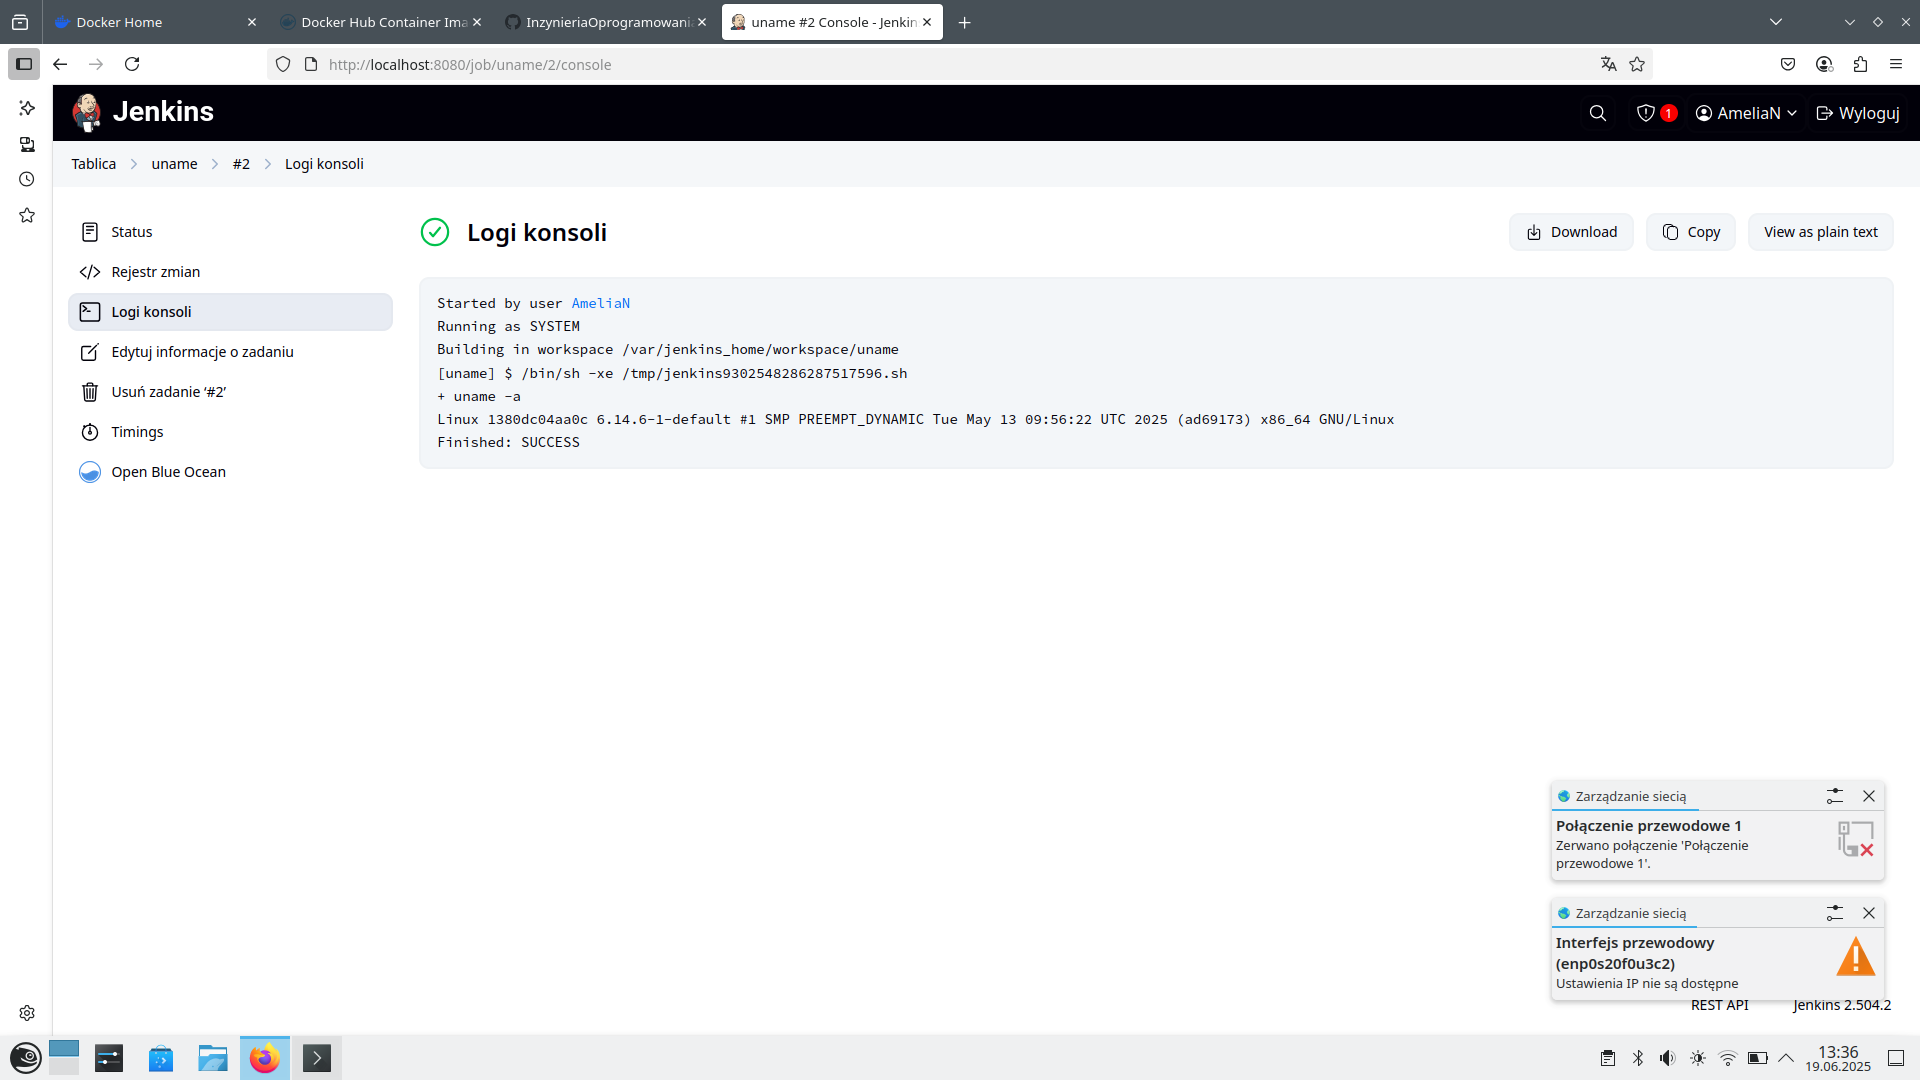 Docker Home
Docker Hub Container Ima
InzynieriaOprogramowani
uname #2 Console - Jenkin
http://localhost:8080/job/uname/2/console
Jenkins
1
AmeliaN
Wyloguj
Tablica
uname
#2
Logi konsoli
Status
Rejestr zmian
Logi konsoli
Edytuj informacje o zadaniu
Usuń zadanie ‘#2’
Timings
Open Blue Ocean
Logi konsoli
Download
Copy
View as plain text
Started by user AmeliaN
Running as SYSTEM
Building in workspace /var/jenkins_home/workspace/uname
[uname] $ /bin/sh -xe /tmp/jenkins9302548286287517596.sh
+ uname -a
Linux 1380dc04aa0c 6.14.6-1-default #1 SMP PREEMPT_DYNAMIC Tue May 13 09:56:22 UTC 2025 (ad69173) x86_64 GNU/Linux
Finished: SUCCESS
Zarządzanie siecią
Połączenie przewodowe 1
Zerwano połączenie 'Połączenie
przewodowe 1'.
Zarządzanie siecią
Interfejs przewodowy
(enp0s20f0u3c2)
Ustawienia IP nie są dostępne
REST API
Jenkins 2.504.2
13:36
19.06.2025